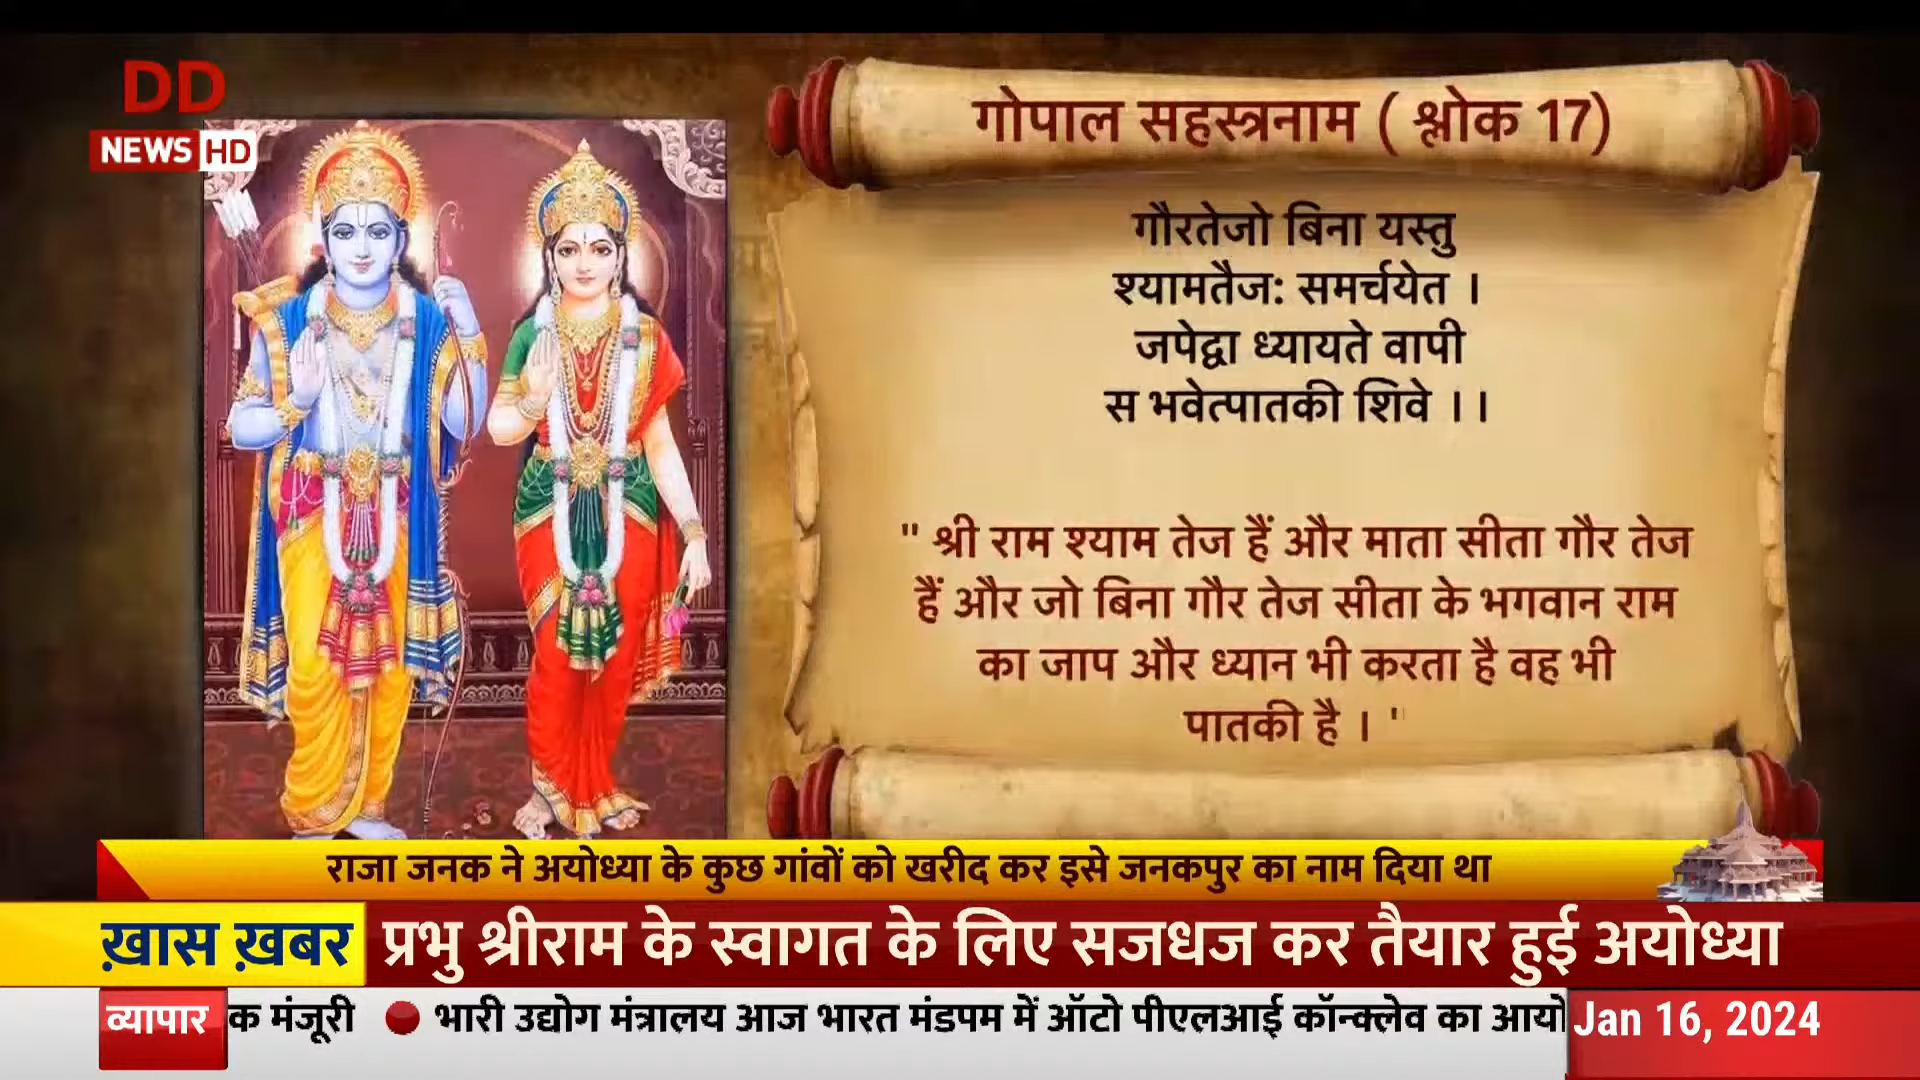 DD
NEWS HD
गोपाल सहस्त्रनाम ( श्लोक 17)
गौरतेजो बिना यस्तु
श्यामतैज: समर्चयेत ।
जपेद्वा ध्यायते वापी
स भवेत्पातकी शिवे ।।
" श्री राम श्याम तेज हैं और माता सीता गौर तेज
हैं और जो बिना गौर तेज सीता के भगवान राम
का जाप और ध्यान भी करता है वह भी
पातकी है । '
राजा जनक ने अयोध्या के कुछ गांवों को खरीद कर इसे जनकपुर का नाम दिया था
ख़ास ख़बर प्रभु श्रीराम के स्वागत के लिए सजधज कर तैयार हुई अयोध्या
व्यापार क मंजूरी भारी उद्योग मंत्रालय आज भारत मंडपम में ऑटो पीएलआई कॉन्क्लेव का आयो Jan 16, 2024